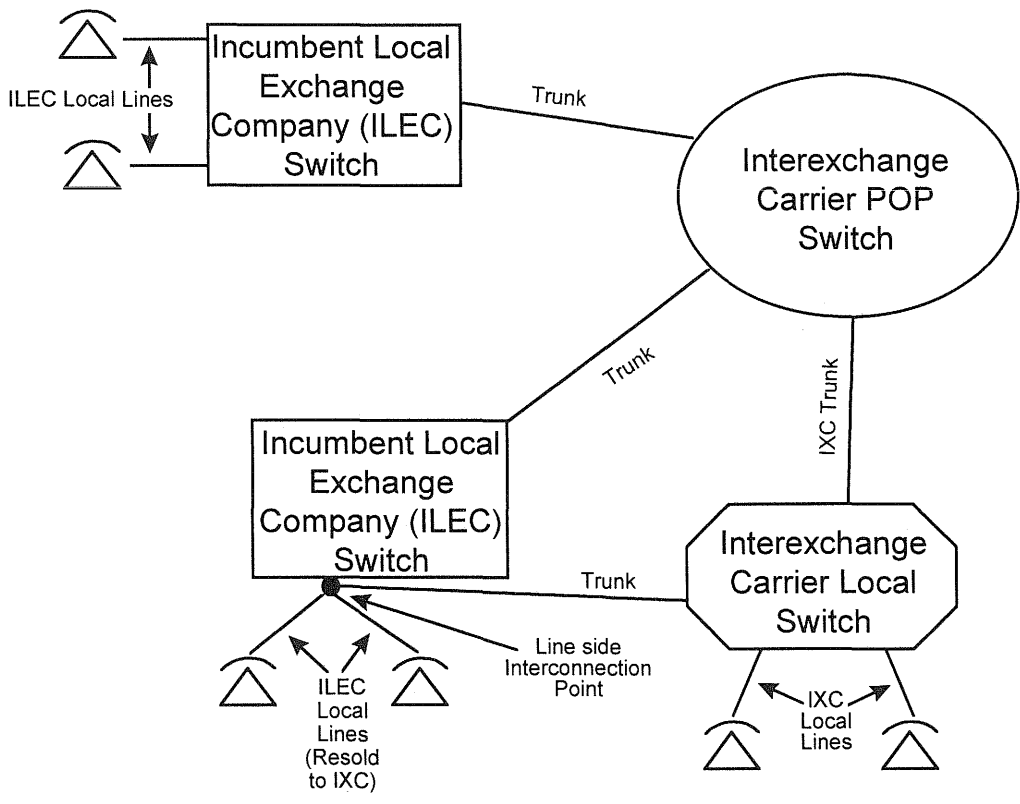 Incumbent Local
Exchange
Company (ILEC)
Switch
ILEC Local Lines
Trunk
Interexchange
Carrier POP
Switch
Trunk
IXC Trunk
Incumbent Local
Exchange
Company (ILEC)
Switch
Interexchange
Carrier Local
Switch
Trunk
Line side
Interconnection
Point
ILEC
Local
Lines
(Resold
to IXC)
IXC
Local
Lines